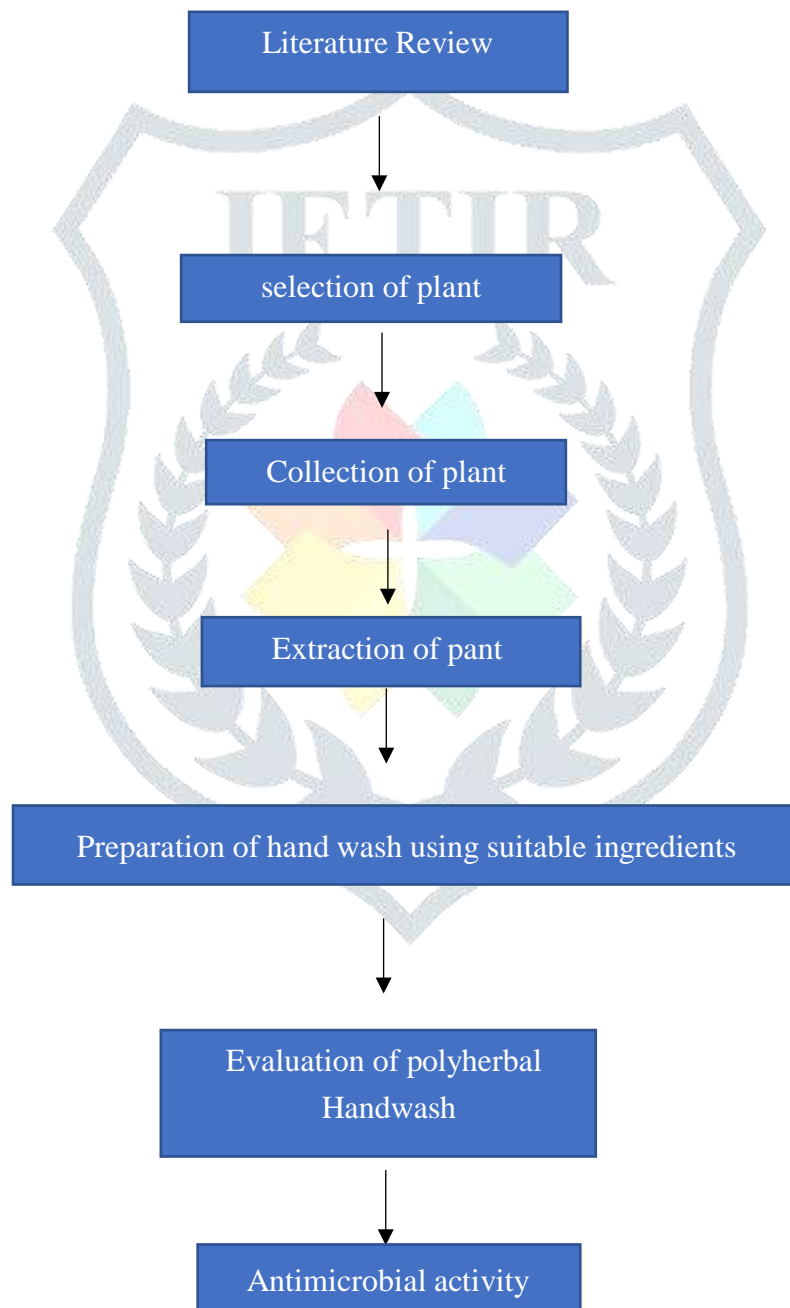 Literature Review
JETIR
selection of plant
Collection of plant
Extraction of pant
Preparation of hand wash using suitable ingredients
Evaluation of polyherbal
Handwash
Antimicrobial activity